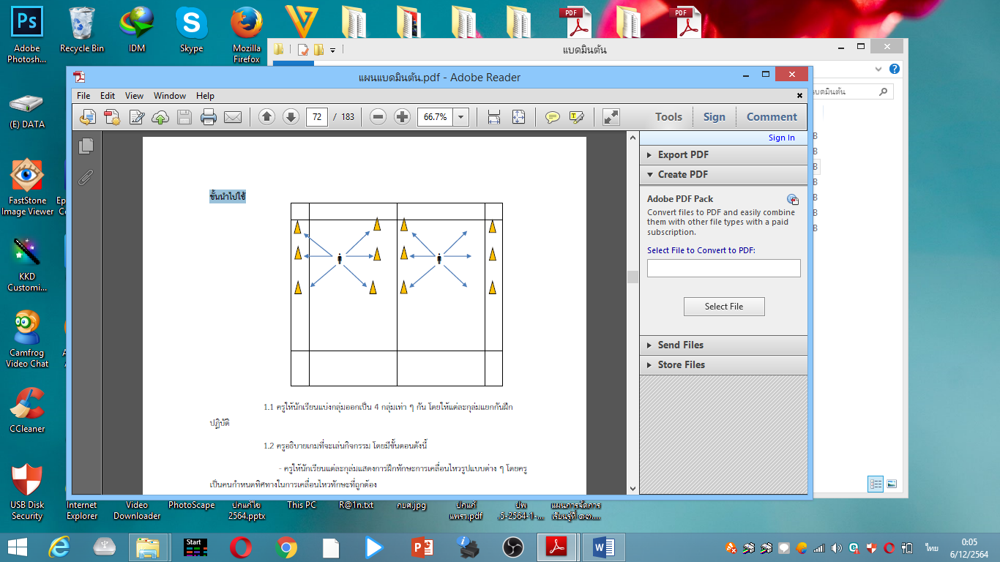 Adobe Photosh...
Recycle Bin
IDM
Skype
Mozilla Firefox
PDF
PDF
แบดมินตัน
แผนแบดมินตัน.pdf - Adobe Reader
File Edit View Window Help
72 / 183
66.7%
Tools Sign Comment
Sign In
Export PDF
Create PDF
Adobe PDF Pack
Convert files to PDF and easily combine
them with other file types with a paid
subscription.
Select File to Convert to PDF:
Select File
Send Files
Store Files
ขั้นนำไปใช้
1.1 ครูให้นักเรียนแบ่งกลุ่มออกเป็น 4 กลุ่มเท่า ๆ กัน โดยให้แต่ละกลุ่มแยกกันฝึก
ปฏิบัติ
1.2 ครูอธิบายเกมที่จะเล่นกิจกรรม โดยมีขั้นตอนดังนี้
- ครูให้นักเรียนแต่ละกลุ่มแสดงการฝึกทักษะการเคลื่อนไหวรูปแบบต่าง ๆ โดยครู
เป็นคนกำหนดทิศทางในการเคลื่อนไหวทักษะที่ถูกต้อง
(E) DATA
FastStone
Image Viewer
KKD
Customi...
Camfrog
Video Chat
CCleaner
USB Disk
Security
Internet
Explorer
Video
Downloader
PhotoScape
ปกแก้ไข
2564.pptx
This PC
R@1n.txt
กยศ.jpg
ปกแก้
แพรว.pdf
ปพ
.5-2564-1-...
แผนการจัดการ
เรียนรู้ที่ ๑๓....
Start
ไทย
0:05
6/12/2564